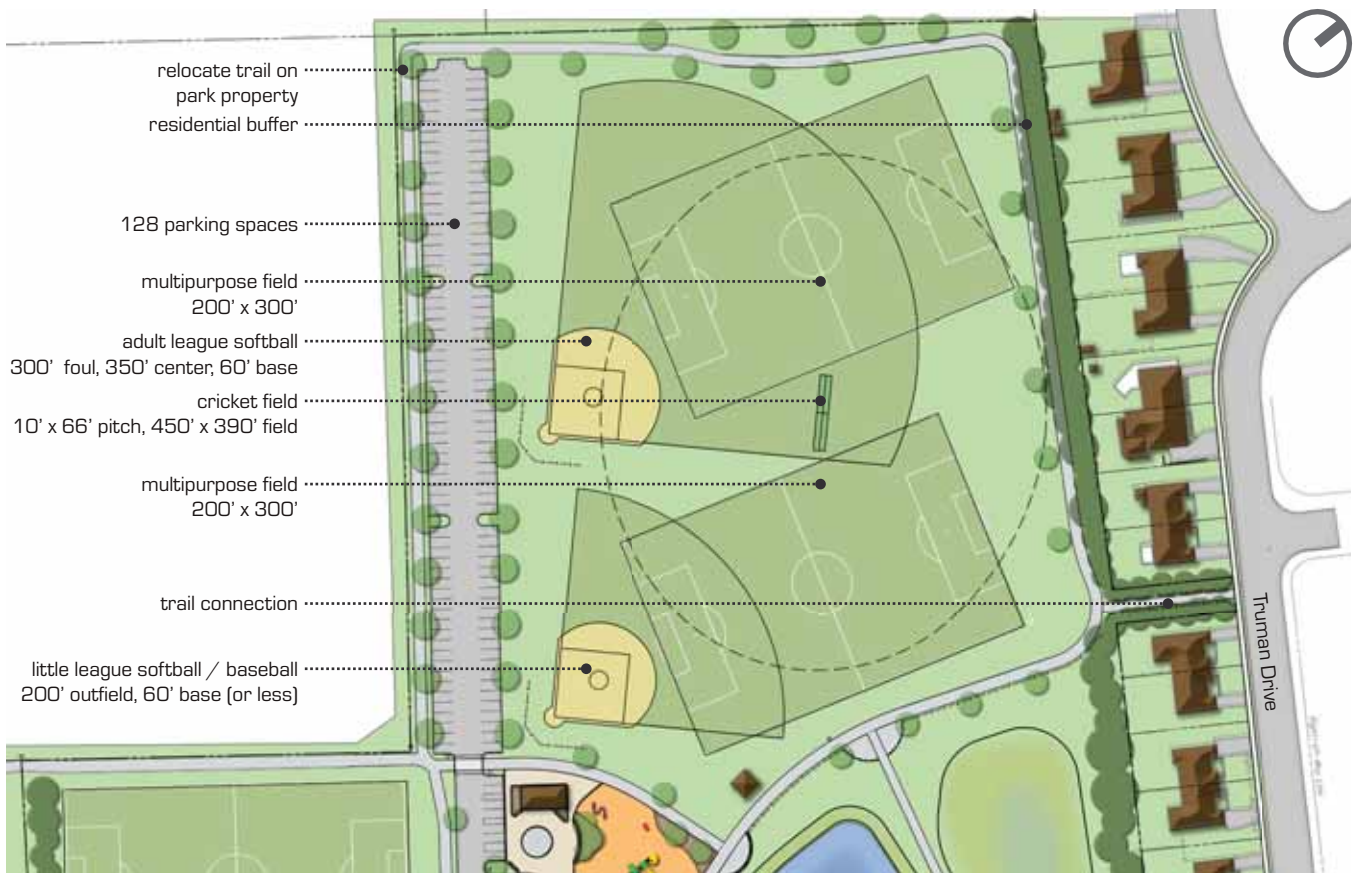 relocate trail on
park property
residential buffer
128 parking spaces
multipurpose field
200' x 300'
adult league softball
300' foul, 350' center, 60' base
cricket field
10' x 66' pitch, 450' x 390' field
multipurpose field
200' x 300'
trail connection
little league softball / baseball
200' outfield, 60' base (or less)
Truman Drive